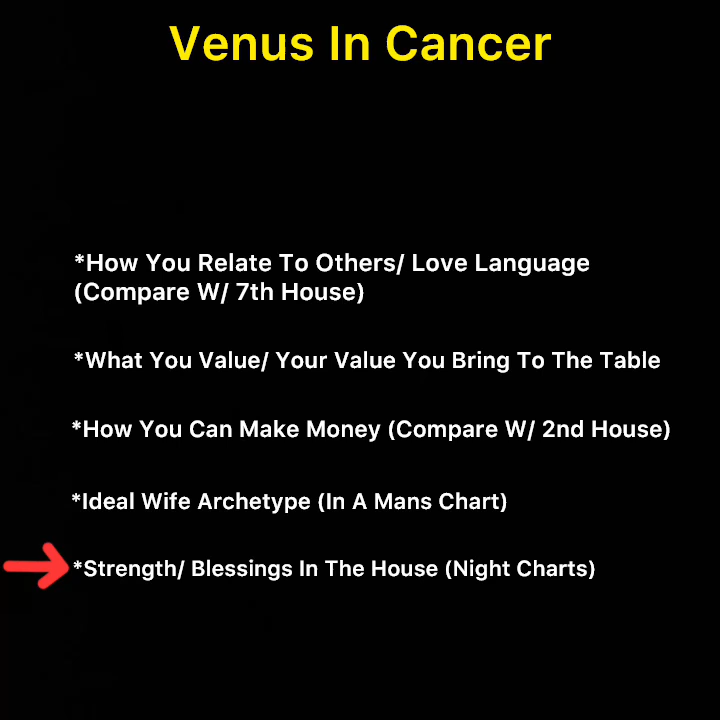 Venus In Cancer
*How You Relate To Others/ Love Language
(Compare W/ 7th House)
*What You Value/ Your Value You Bring To The Table
*How You Can Make Money (Compare W/ 2nd House)
*Ideal Wife Archetype (In A Mans Chart)
*Strength/ Blessings In The House (Night Charts)